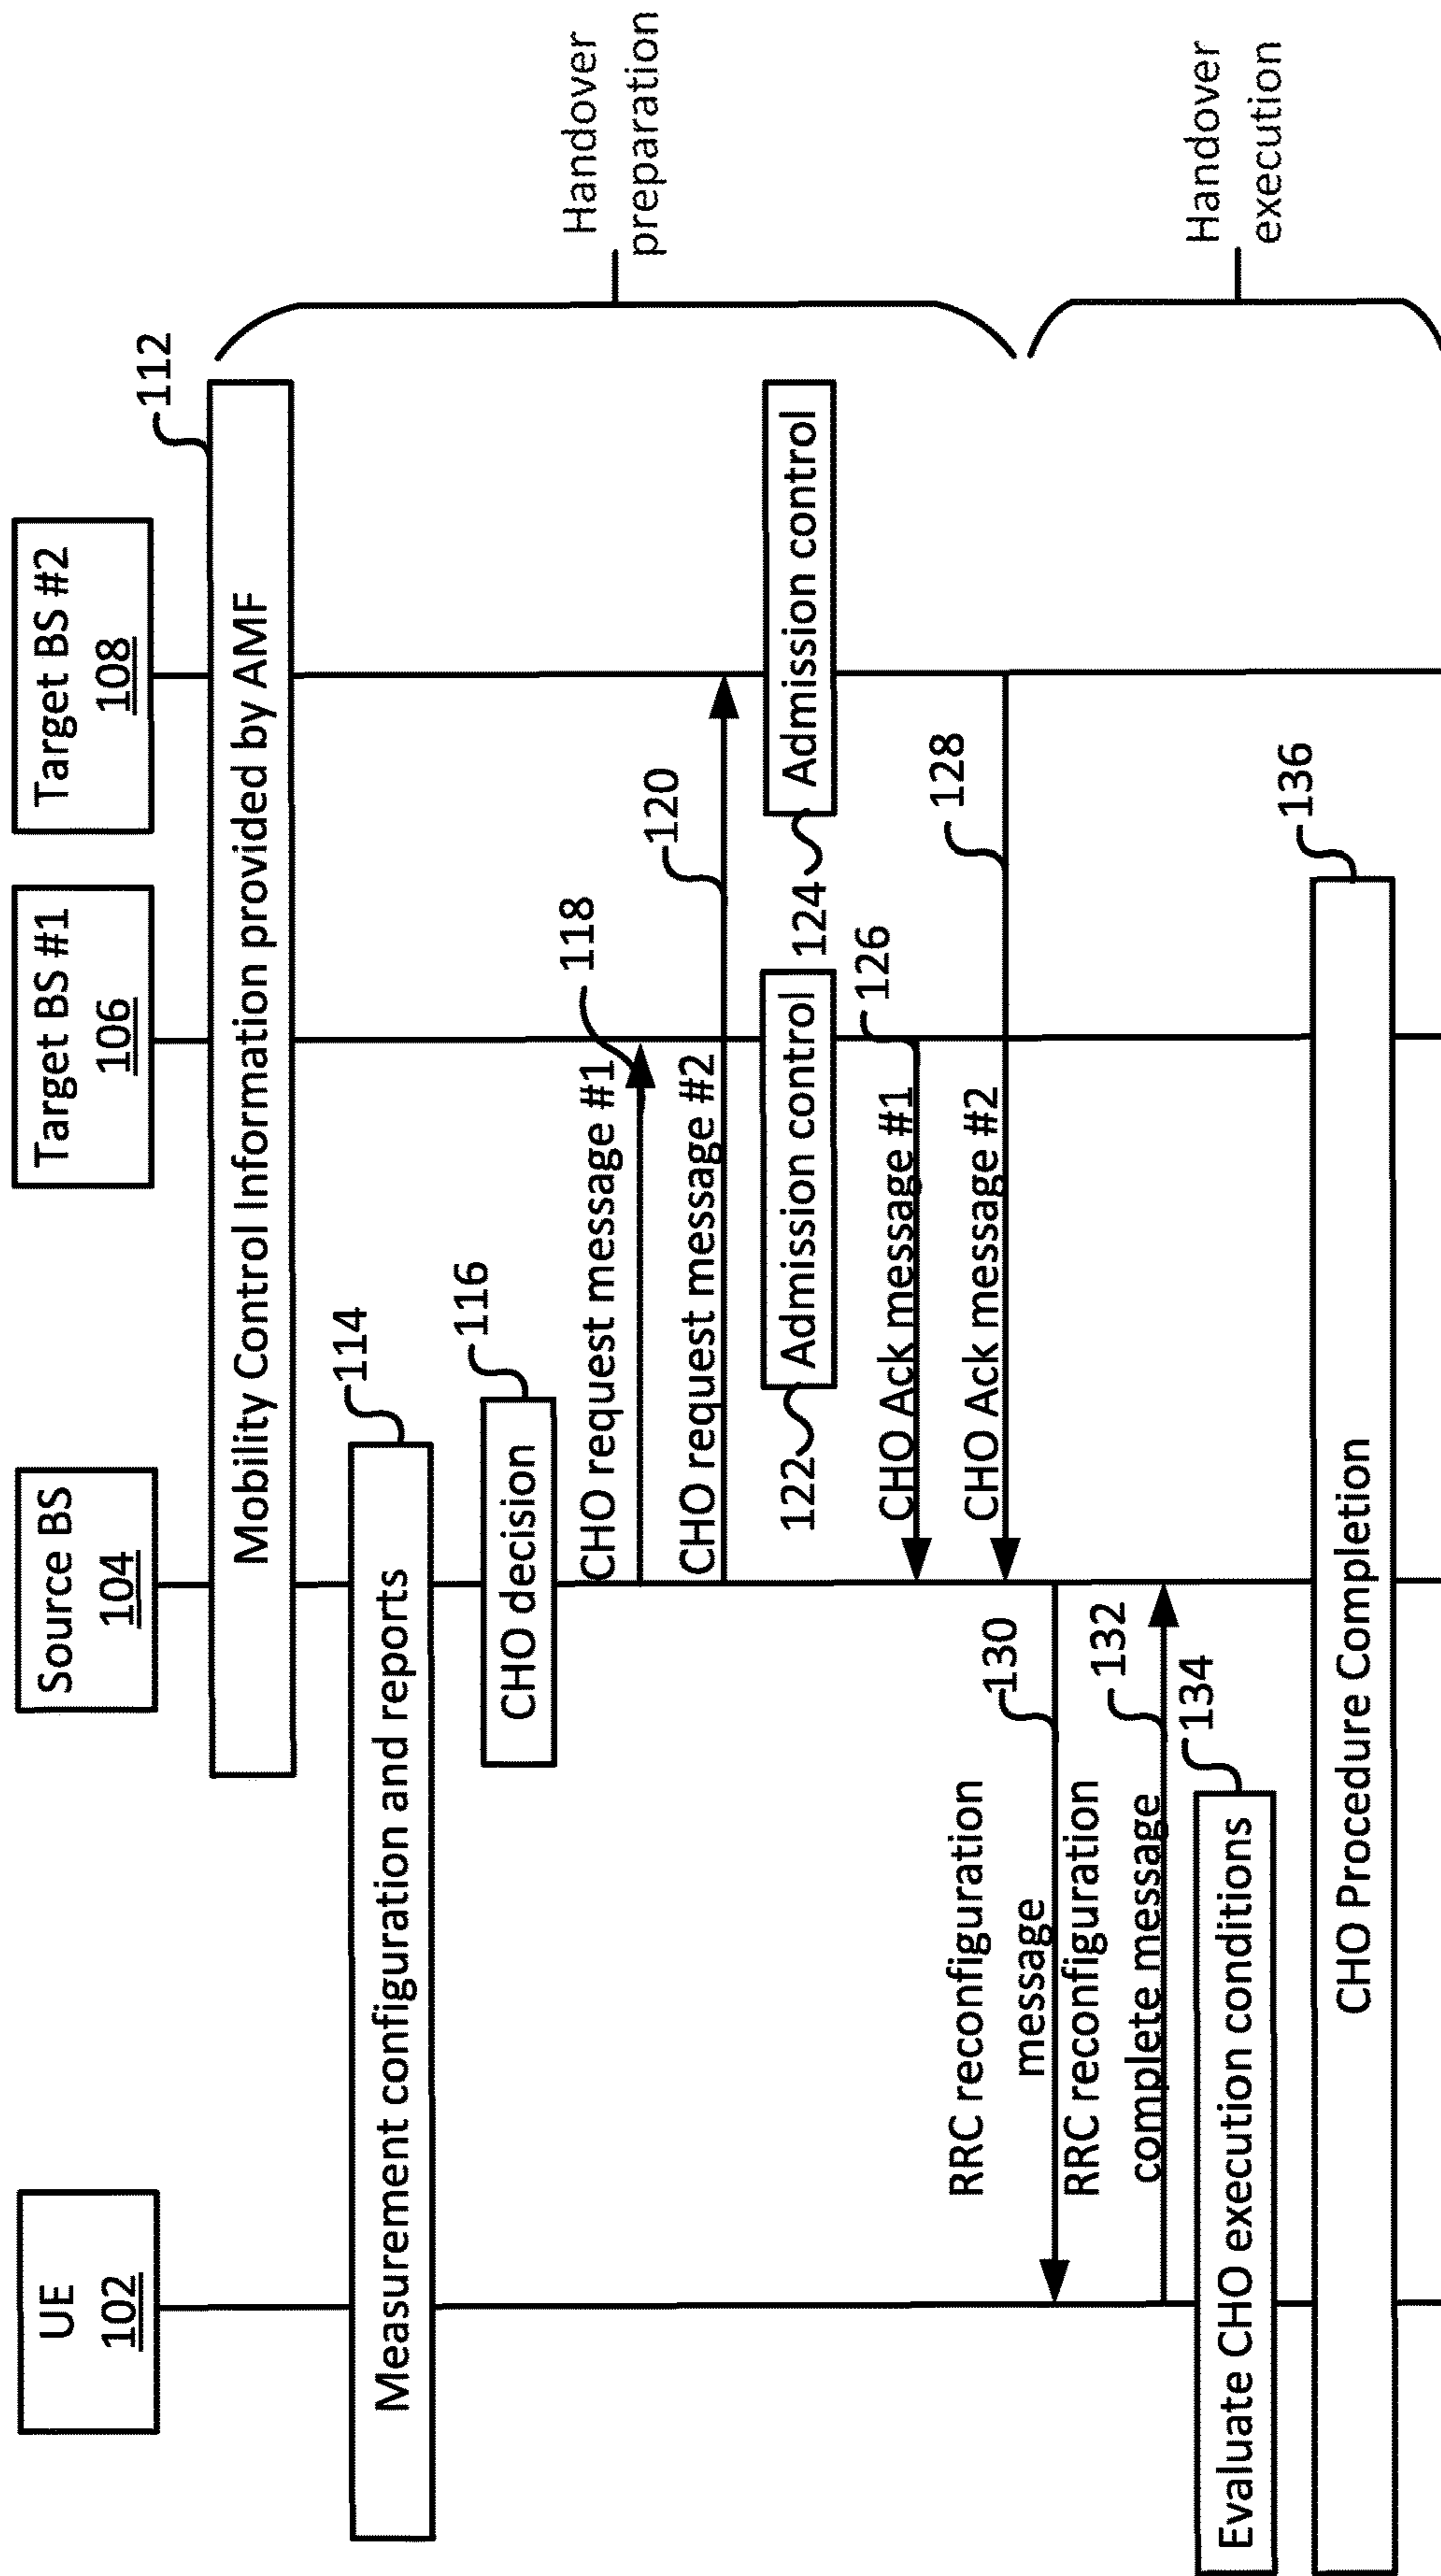 UE
102
Source BS
104
Target BS #1
106
Target BS #2
108
112
Mobility Control Information provided by AMF
114
Measurement configuration and reports
116
CHO decision
CHO request message #1
118
CHO request message #2
120
122
Admission control
124
Admission control
CHO Ack message #1
126
CHO Ack message #2
128
Handover
preparation
RRC reconfiguration
message
130
RRC reconfiguration
complete message
132
134
Evaluate CHO execution conditions
136
CHO Procedure Completion
Handover
execution